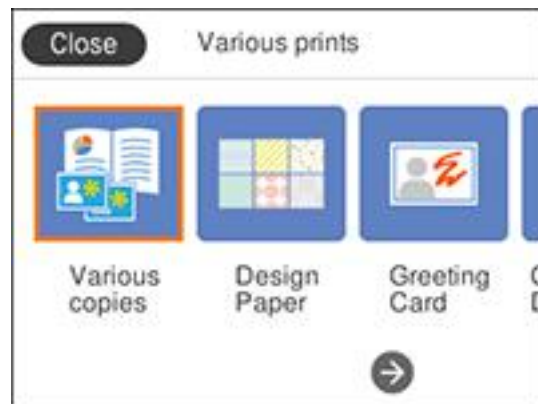 Close
Various prints
Various
copies
Design
Paper
Greeting
Card